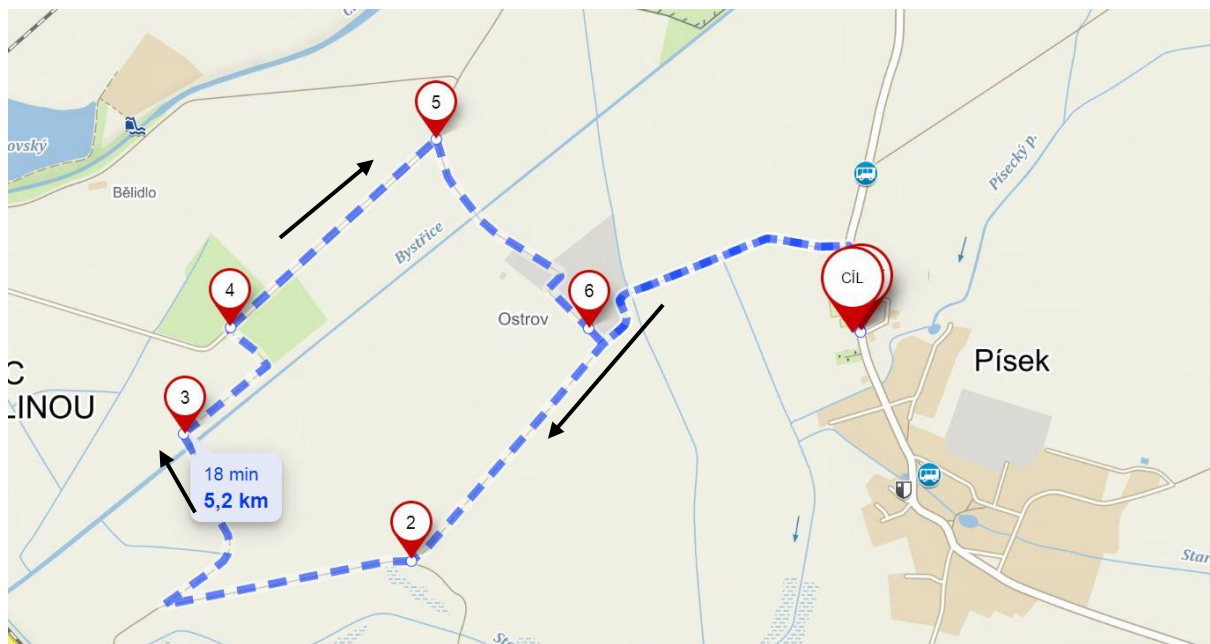 5
ovský
Písecký p.
Bělidlo
Bystřice
4
CÍL
6
Ostrov
C
LINOU
3
Písek
18 min
5,2 km
2
Star
Sta